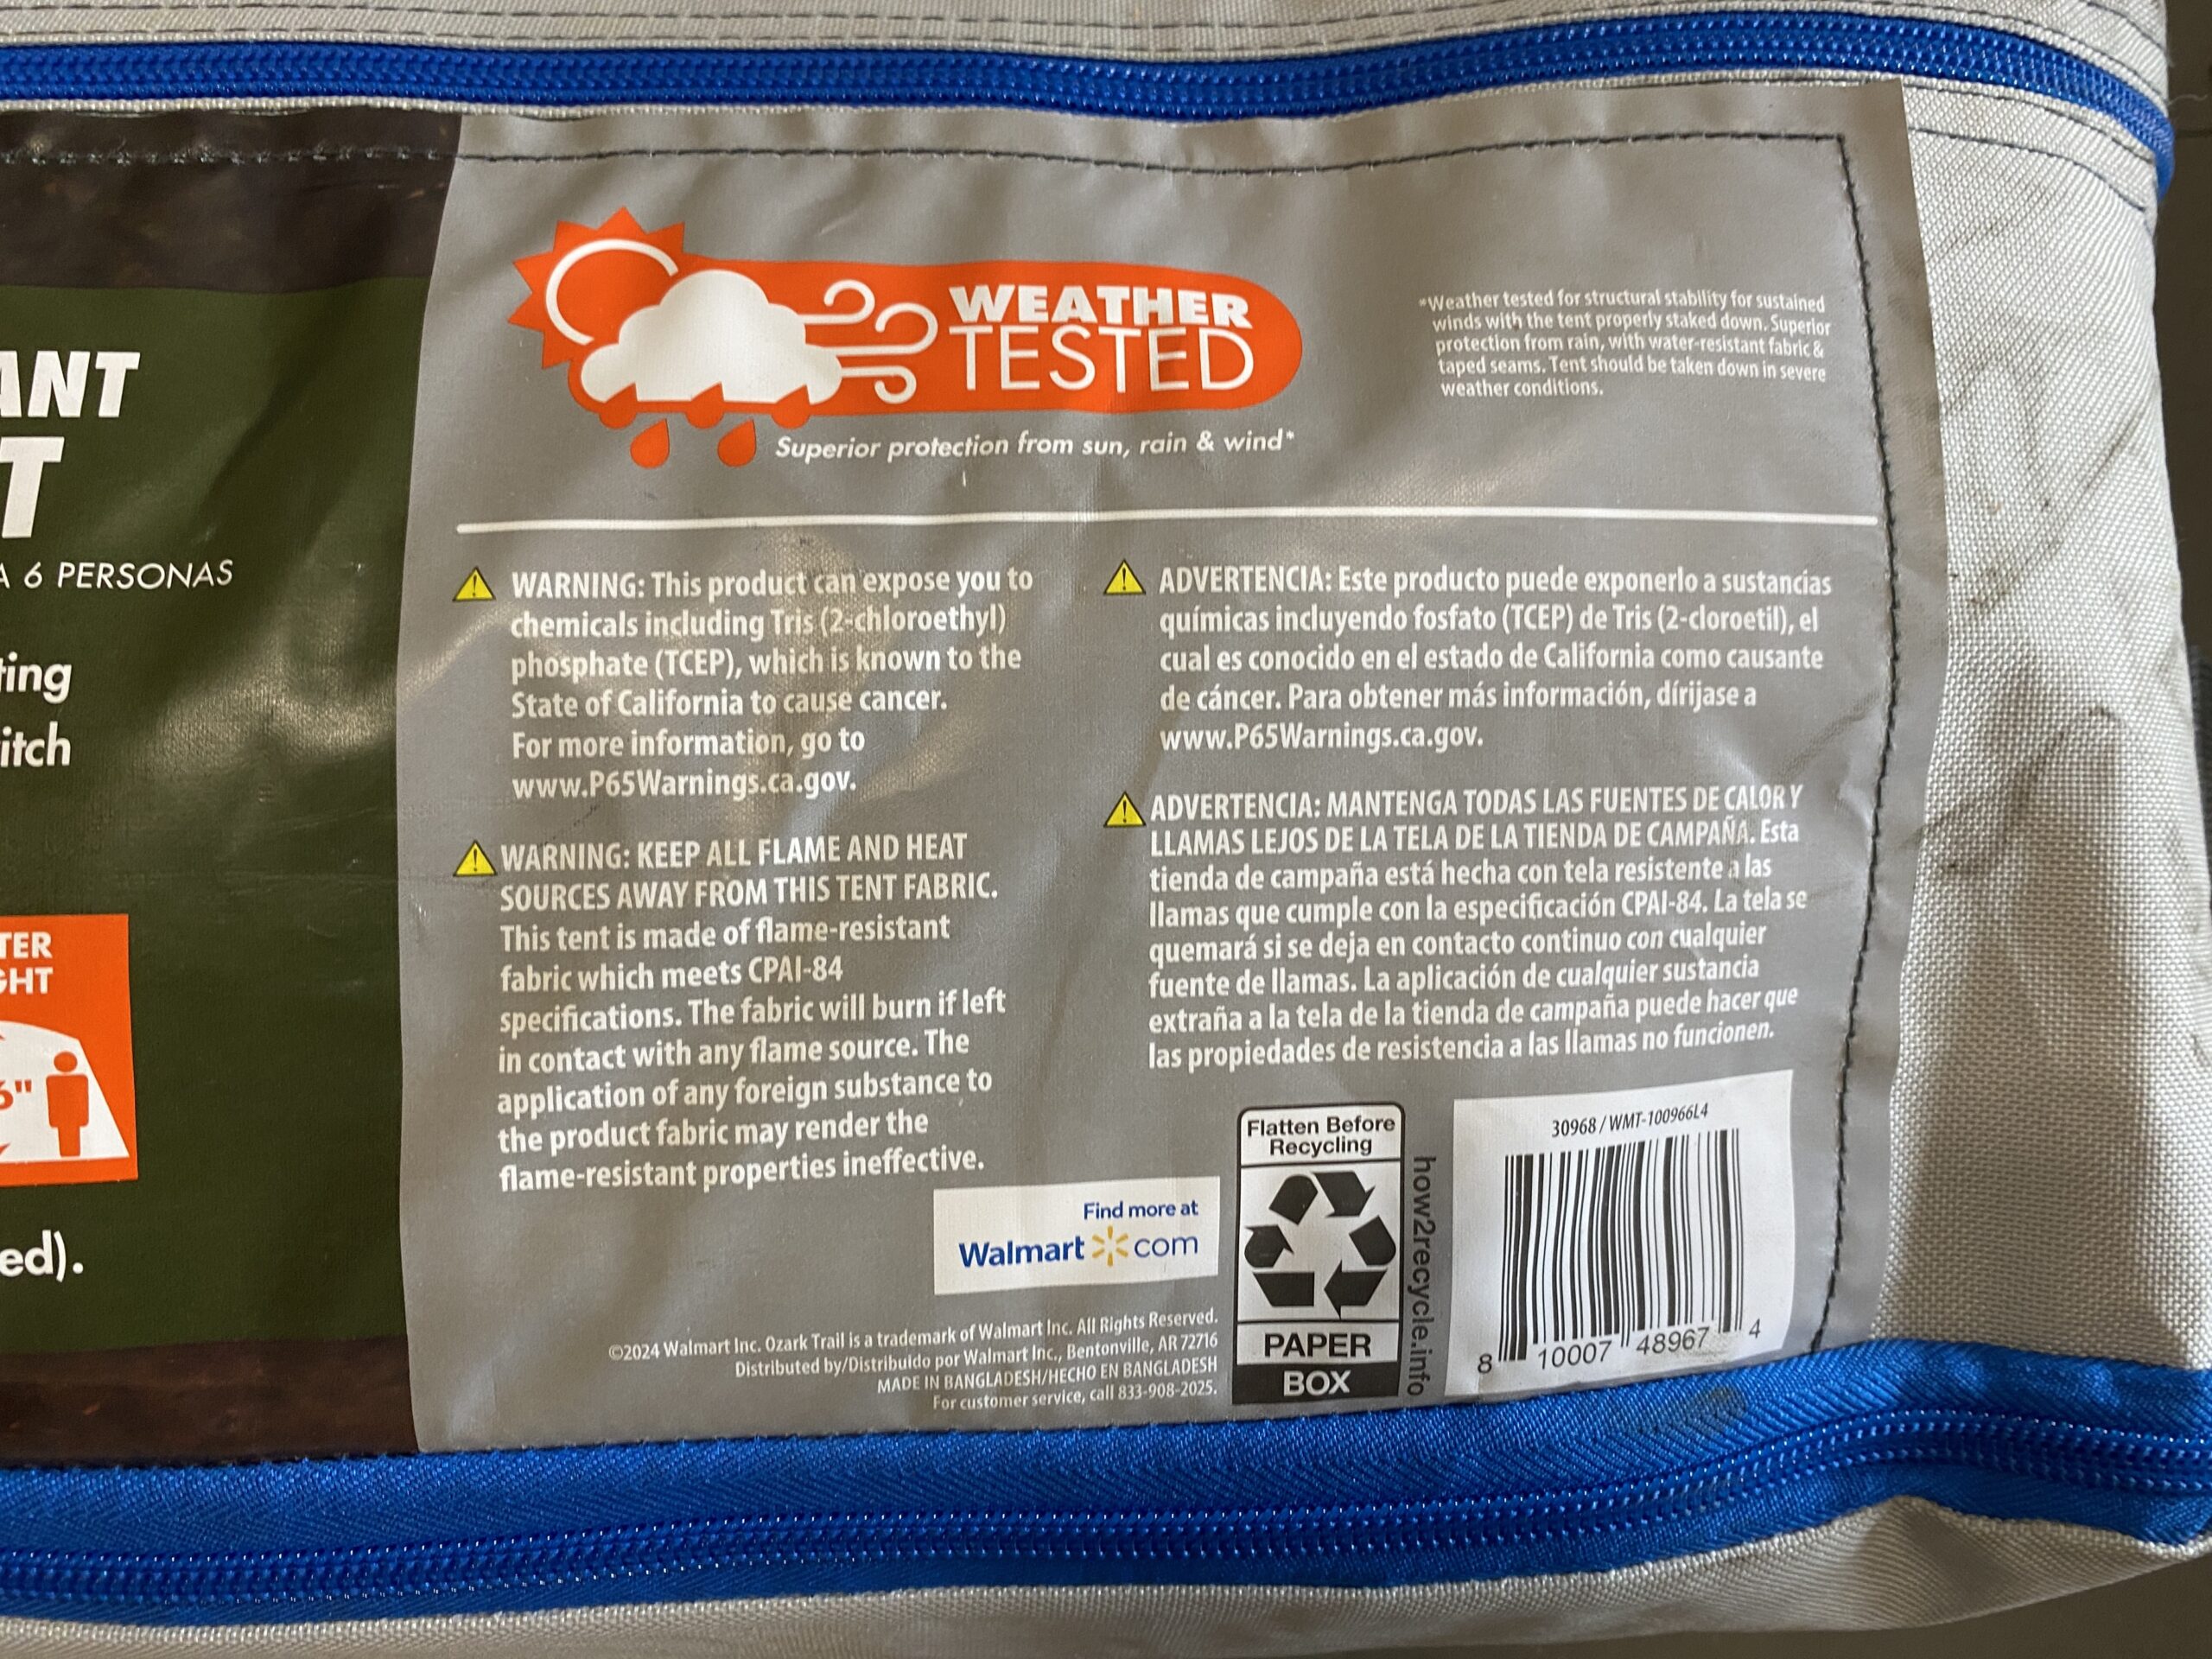 ANT
T
A 6 PERSONAS
ting
itch
TER
GHT
6"
ed).
WEATHER
TESTED
Superior protection from sun, rain & wind*
*Weather tested for structural stability for sustained
winds with the tent properly staked down. Superior
protection from rain, with water-resistant fabric &
taped seams. Tent should be taken down in severe
weather conditions.
WARNING: This product can expose you to
chemicals including Tris (2-chloroethyl)
phosphate (TCEP), which is known to the
State of California to cause cancer.
For more information, go to
www.P65Warnings.ca.gov.
WARNING: KEEP ALL FLAME AND HEAT
SOURCES AWAY FROM THIS TENT FABRIC.
This tent is made of flame-resistant
fabric which meets CPAI-84
specifications. The fabric will burn if left
in contact with any flame source. The
application of any foreign substance to
the product fabric may render the
flame-resistant properties ineffective.
ADVERTENCIA: Este producto puede exponerlo a sustancias
químicas incluyendo fosfato (TCEP) de Tris (2-cloroetil), el
cual es conocido en el estado de California como causante
de cáncer. Para obtener más información, díríjase a
www.P65Warnings.ca.gov.
ADVERTENCIA: MANTENGA TODAS LAS FUENTES DE CALOR Y
LLAMAS LEJOS DE LA TELA DE LA TIENDA DE CAMPAÑA. Esta
tienda de campaña está hecha con tela resistente a las
llamas que cumple con la especificación CPAI-84. La tela se
quemará si se deja en contacto continuo con cualquier
fuente de llamas. La aplicación de cualquier sustancia
extraña a la tela de la tienda de campaña puede hacer que
las propiedades de resistencia a las llamas no funcionen.
Find more at
Walmart com
©2024 Walmart Inc. Ozark Trail is a trademark of Walmart Inc. All Rights Reserved.
Distributed by/Distribuido por Walmart Inc., Bentonville, AR 72716
MADE IN BANGLADESH/HECHO EN BANGLADESH
For customer service, call 833-908-2025.
Flatten Before
Recycling
PAPER
BOX
how2recycle.info
30968 / WMT-100966L4
8 10007 48967 4